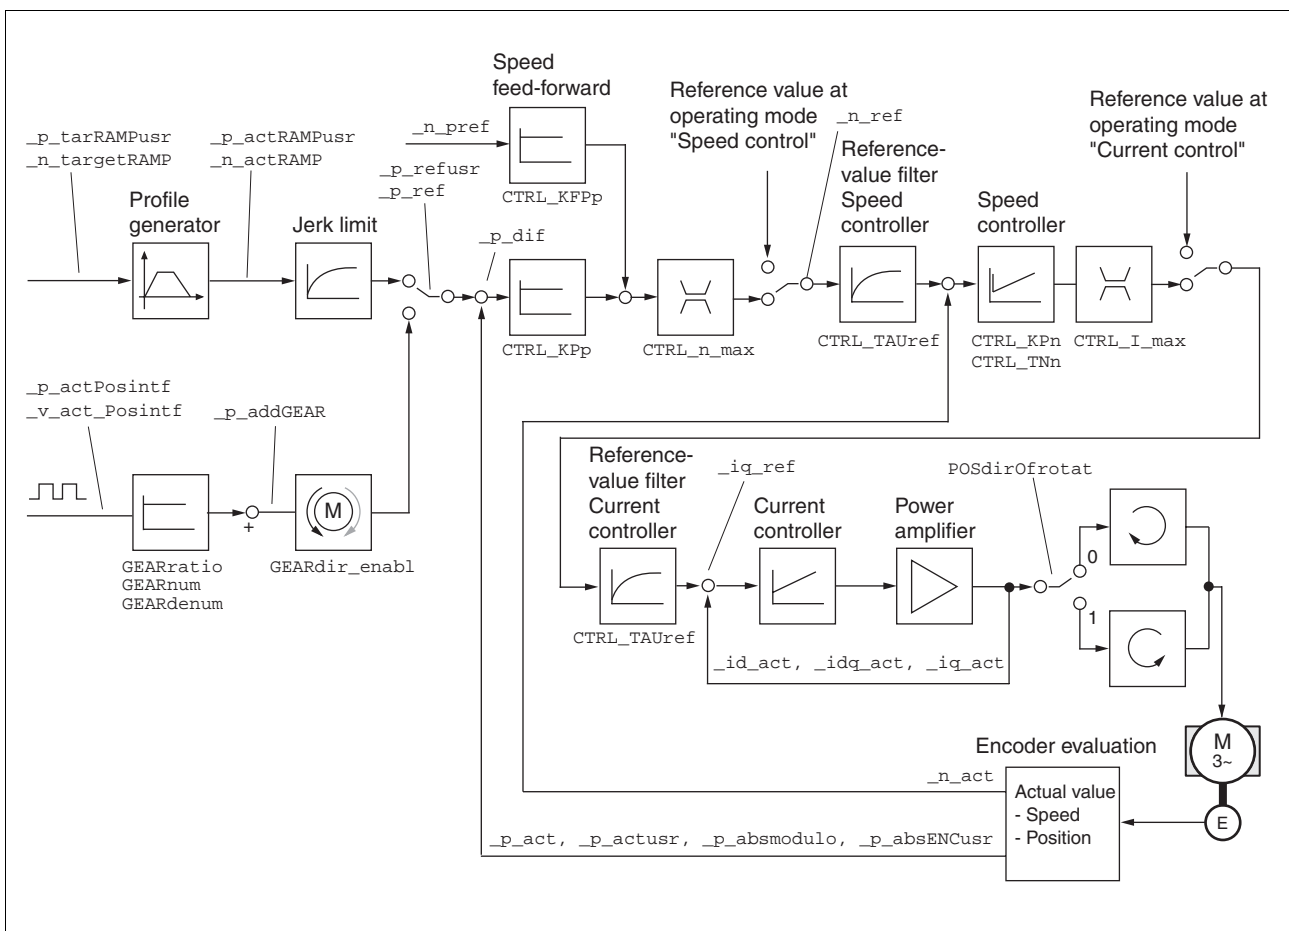 Speed
feed-forward
_n_pref
CTRL_KFPp
Reference value at
operating mode
"Speed control"
_n_ref
Reference value at
operating mode
"Current control"
_p_tarRAMPusr
_n_targetRAMP
_p_actRAMPusr
_n_actRAMP
_p_refusr
_p_ref
Reference-
value filter
Speed
controller
Profile
generator
Jerk limit
_p_dif
Speed
controller
CTRL_KPp
CTRL_n_max
CTRL_TAUref
CTRL_KPn
CTRL_TNn
CTRL_I_max
_p_actPosintf
_v_act_Posintf
_p_addGEAR
+
M
GEARratio
GEARnum
GEARdenum
GEARdir_enabl
Reference-
value filter
Current
controller
_iq_ref
Current
controller
Power
amplifier
POSdirOfrotat
0
1
CTRL_TAUref
_id_act, _idq_act, _iq_act
M
3~
E
Encoder evaluation
Actual value
- Speed
- Position
_n_act
_p_act, _p_actusr, _p_absmodulo, _p_absENCusr